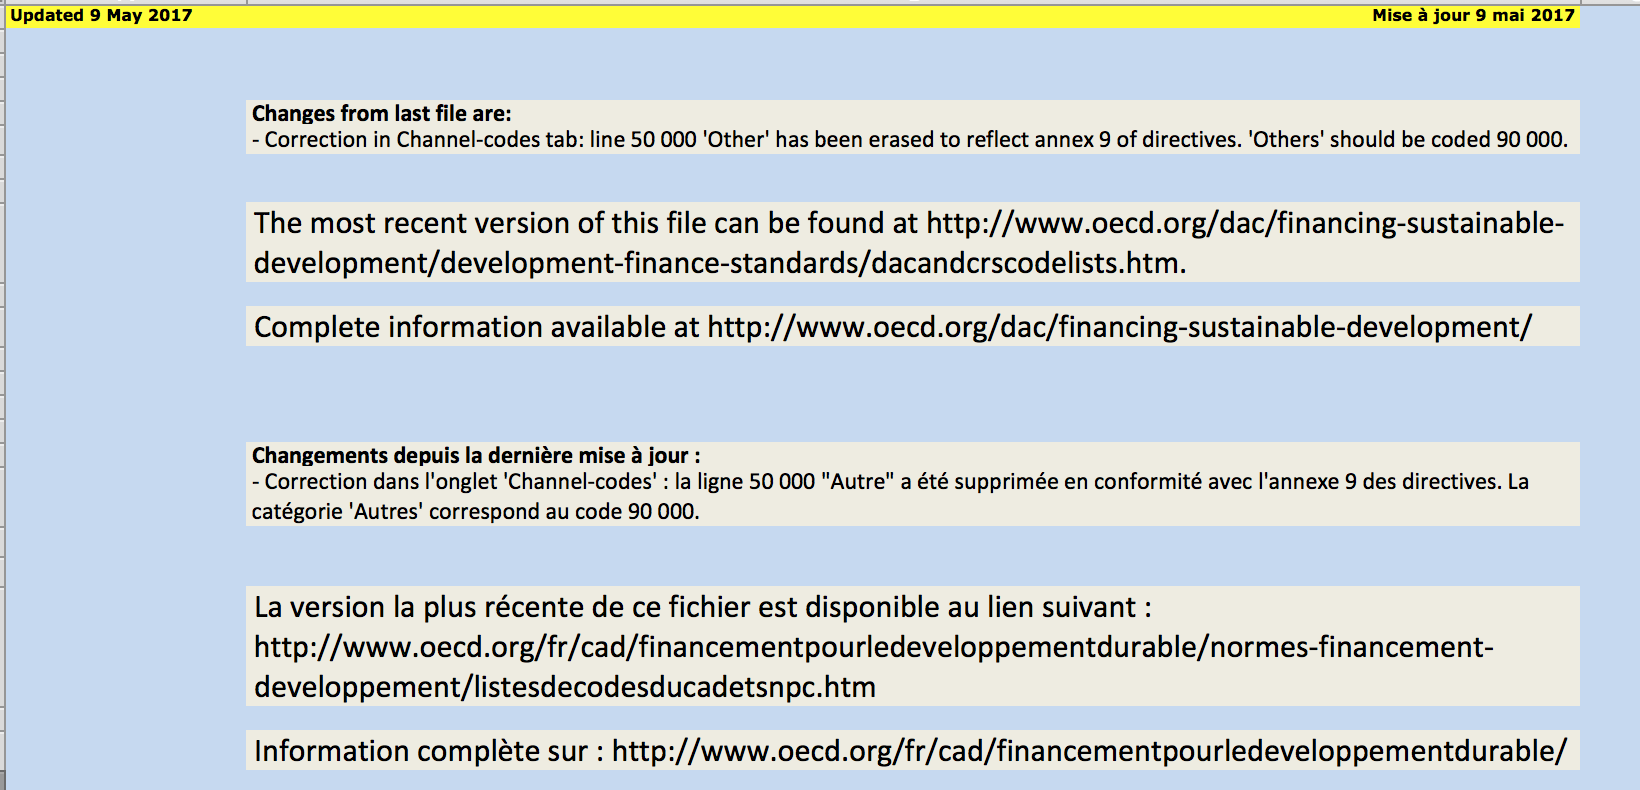 Updated 9 May 2017
Mise à jour 9 mai 2017
Changes from last file are:
- Correction in Channel-codes tab: line 50 000 'Other' has been erased to reflect annex 9 of directives. 'Others' should be coded 90 000.
The most recent version of this file can be found at http://www.oecd.org/dac/financing-sustainable-
development/development-finance-standards/dacandcrscodelists.htm.
Complete information available at http://www.oecd.org/dac/financing-sustainable-development/
Changements depuis la dernière mise à jour :
- Correction dans l'onglet 'Channel-codes' : la ligne 50 000 "Autre" a été supprimée en conformité avec l'annexe 9 des directives. La
catégorie 'Autres' correspond au code 90 000.
La version la plus récente de ce fichier est disponible au lien suivant :
http://www.oecd.org/fr/cad/financementpourledeveloppementdurable/normes-financement-
developpement/listesdecodesducadetsnpc.htm
Information complète sur : http://www.oecd.org/fr/cad/financementpourledeveloppementdurable/